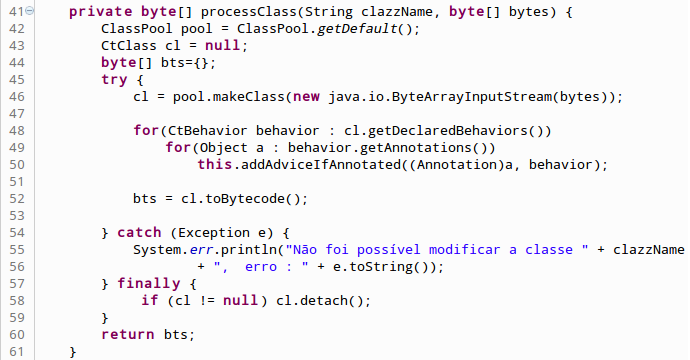 41    private byte[] processClass(String clazzName, byte[] bytes) {
42        ClassPool pool = ClassPool.getDefault();
43        CtClass cl = null;
44        byte[] bts={};
45        try {
46            cl = pool.makeClass(new java.io.ByteArrayInputStream(bytes));
47
48            for(CtBehavior behavior : cl.getDeclaredBehaviors())
49                for(Object a : behavior.getAnnotations())
50                    this.addAdviceIfAnnotated((Annotation)a, behavior);
51
52            bts = cl.toBytecode();
53
54        } catch (Exception e) {
55            System.err.println("Não foi possível modificar a classe " + clazzName
56                    + ",  erro : " + e.toString());
57        } finally {
58             if (cl != null) cl.detach();
59        }
60        return bts;
61    }